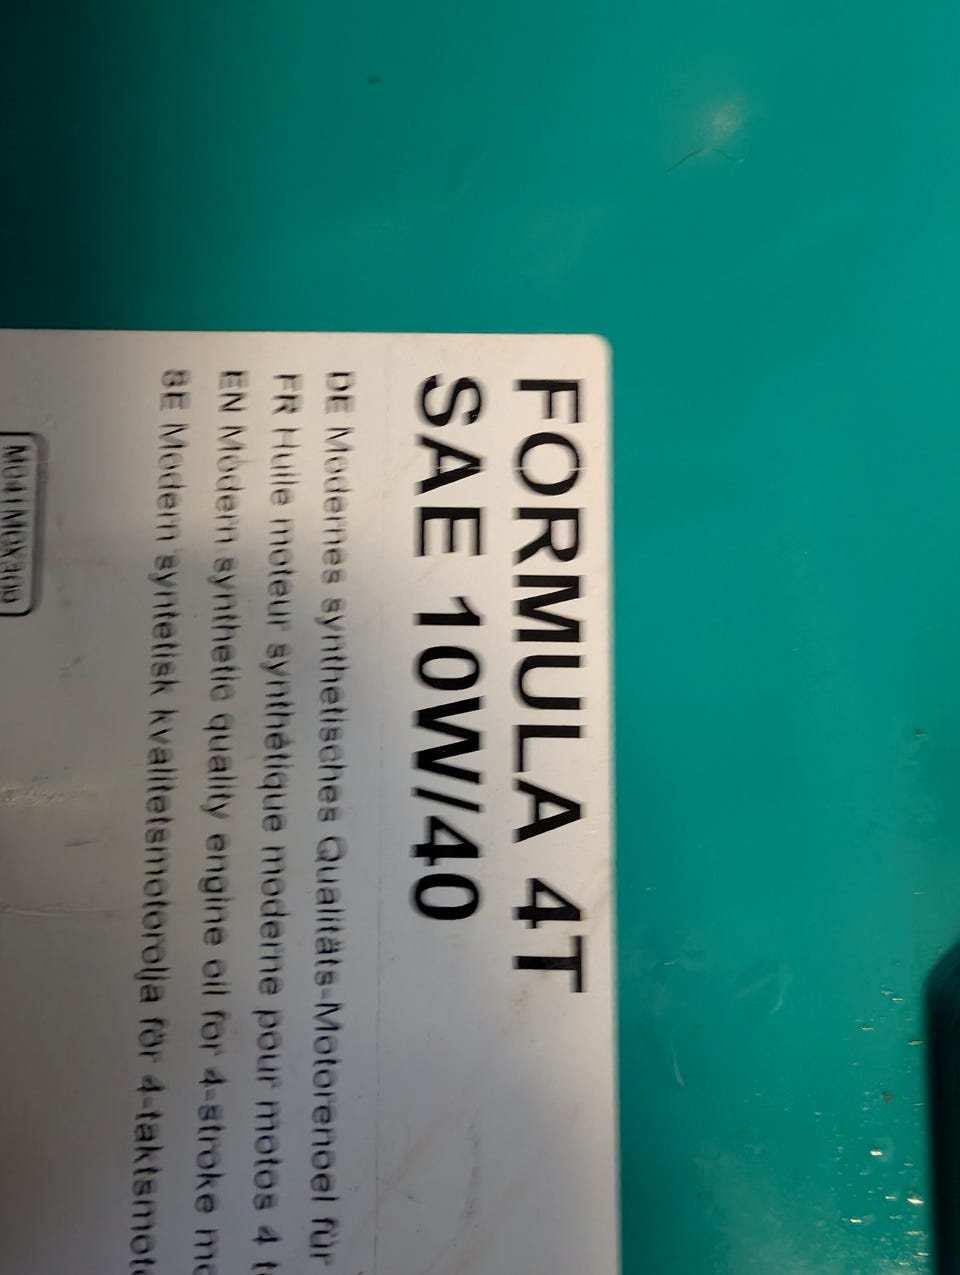 FORMULA 4T
SAE 10W/40
DE Modernes synthetisches Qualitäts-Motorenoel für
FR Huile moteur synthétique moderne pour motos 4
EN Modern synthetic quality engine oil for 4-stroke
SE Modern syntetisk kvalitetsmotorolja för 4-taktsmoto